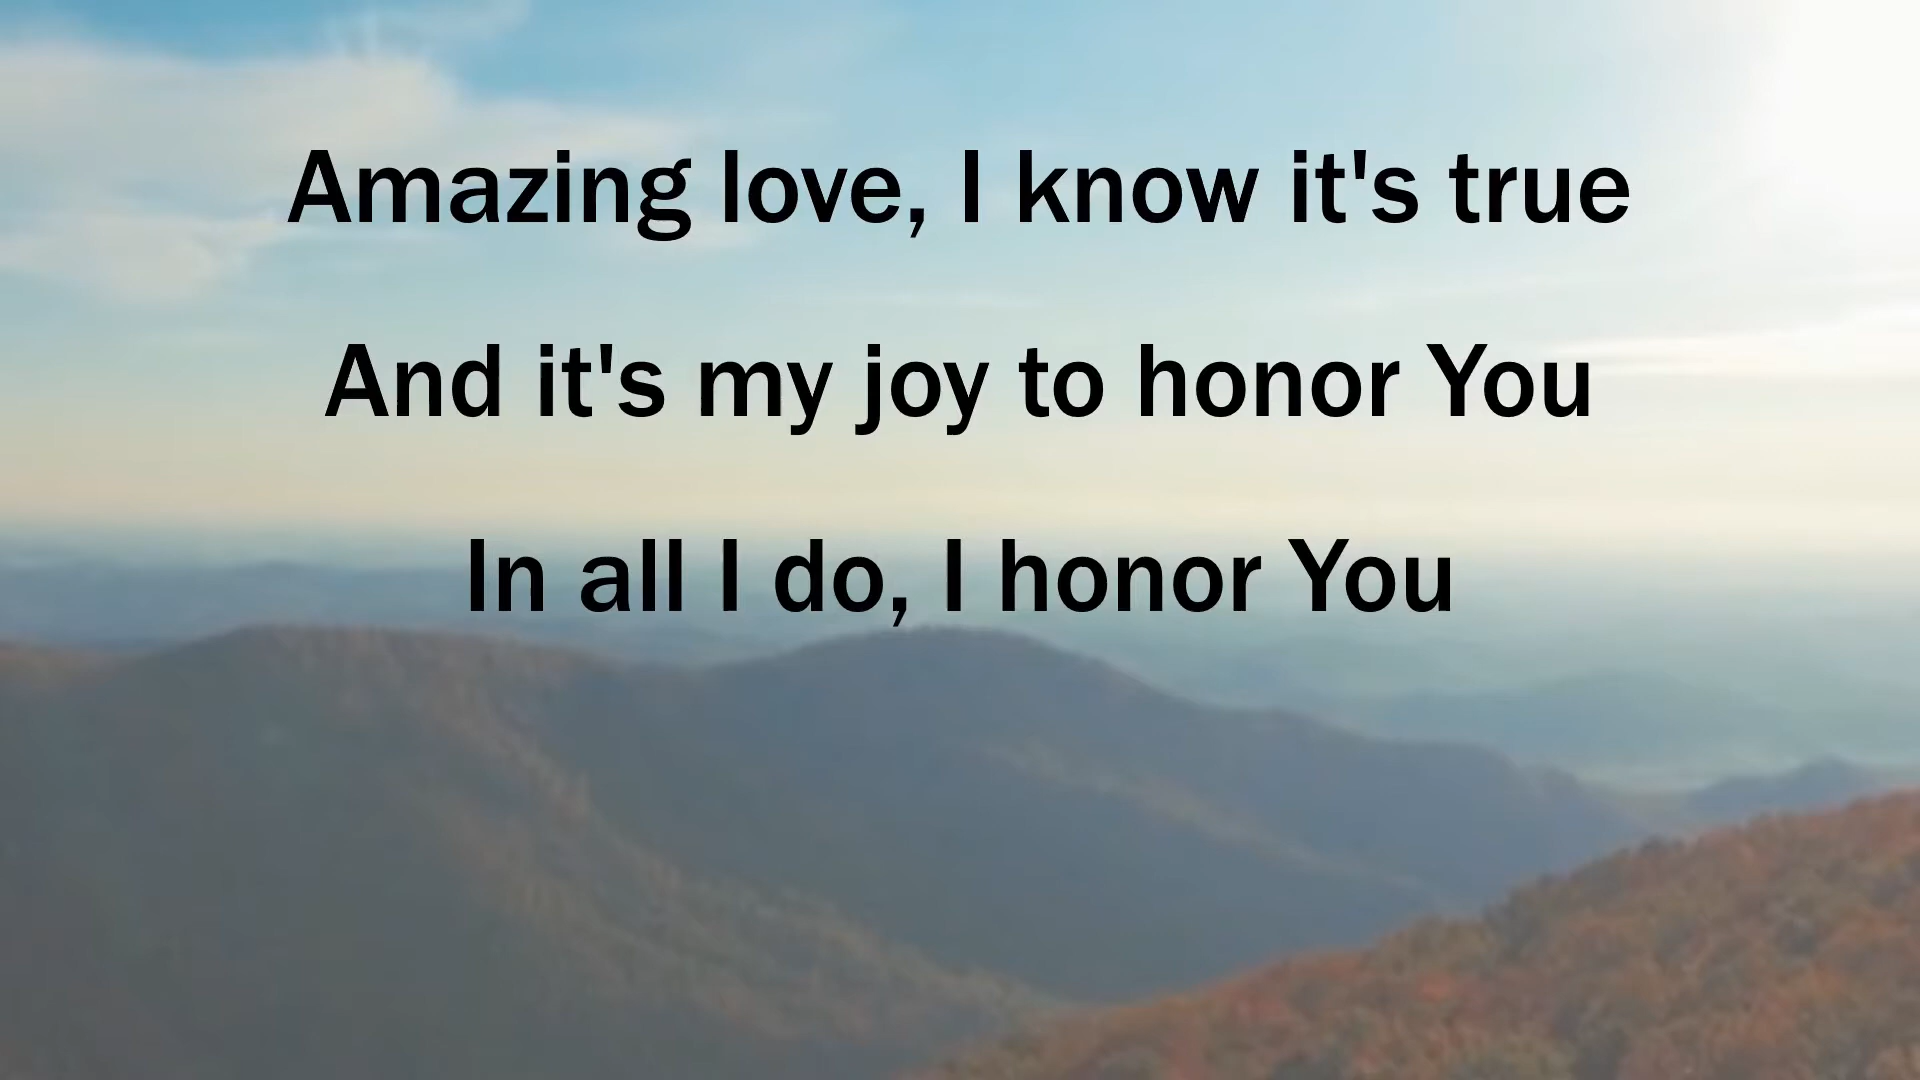 Amazing love, I know it's true
And it's my joy to honor You
In all I do, I honor You